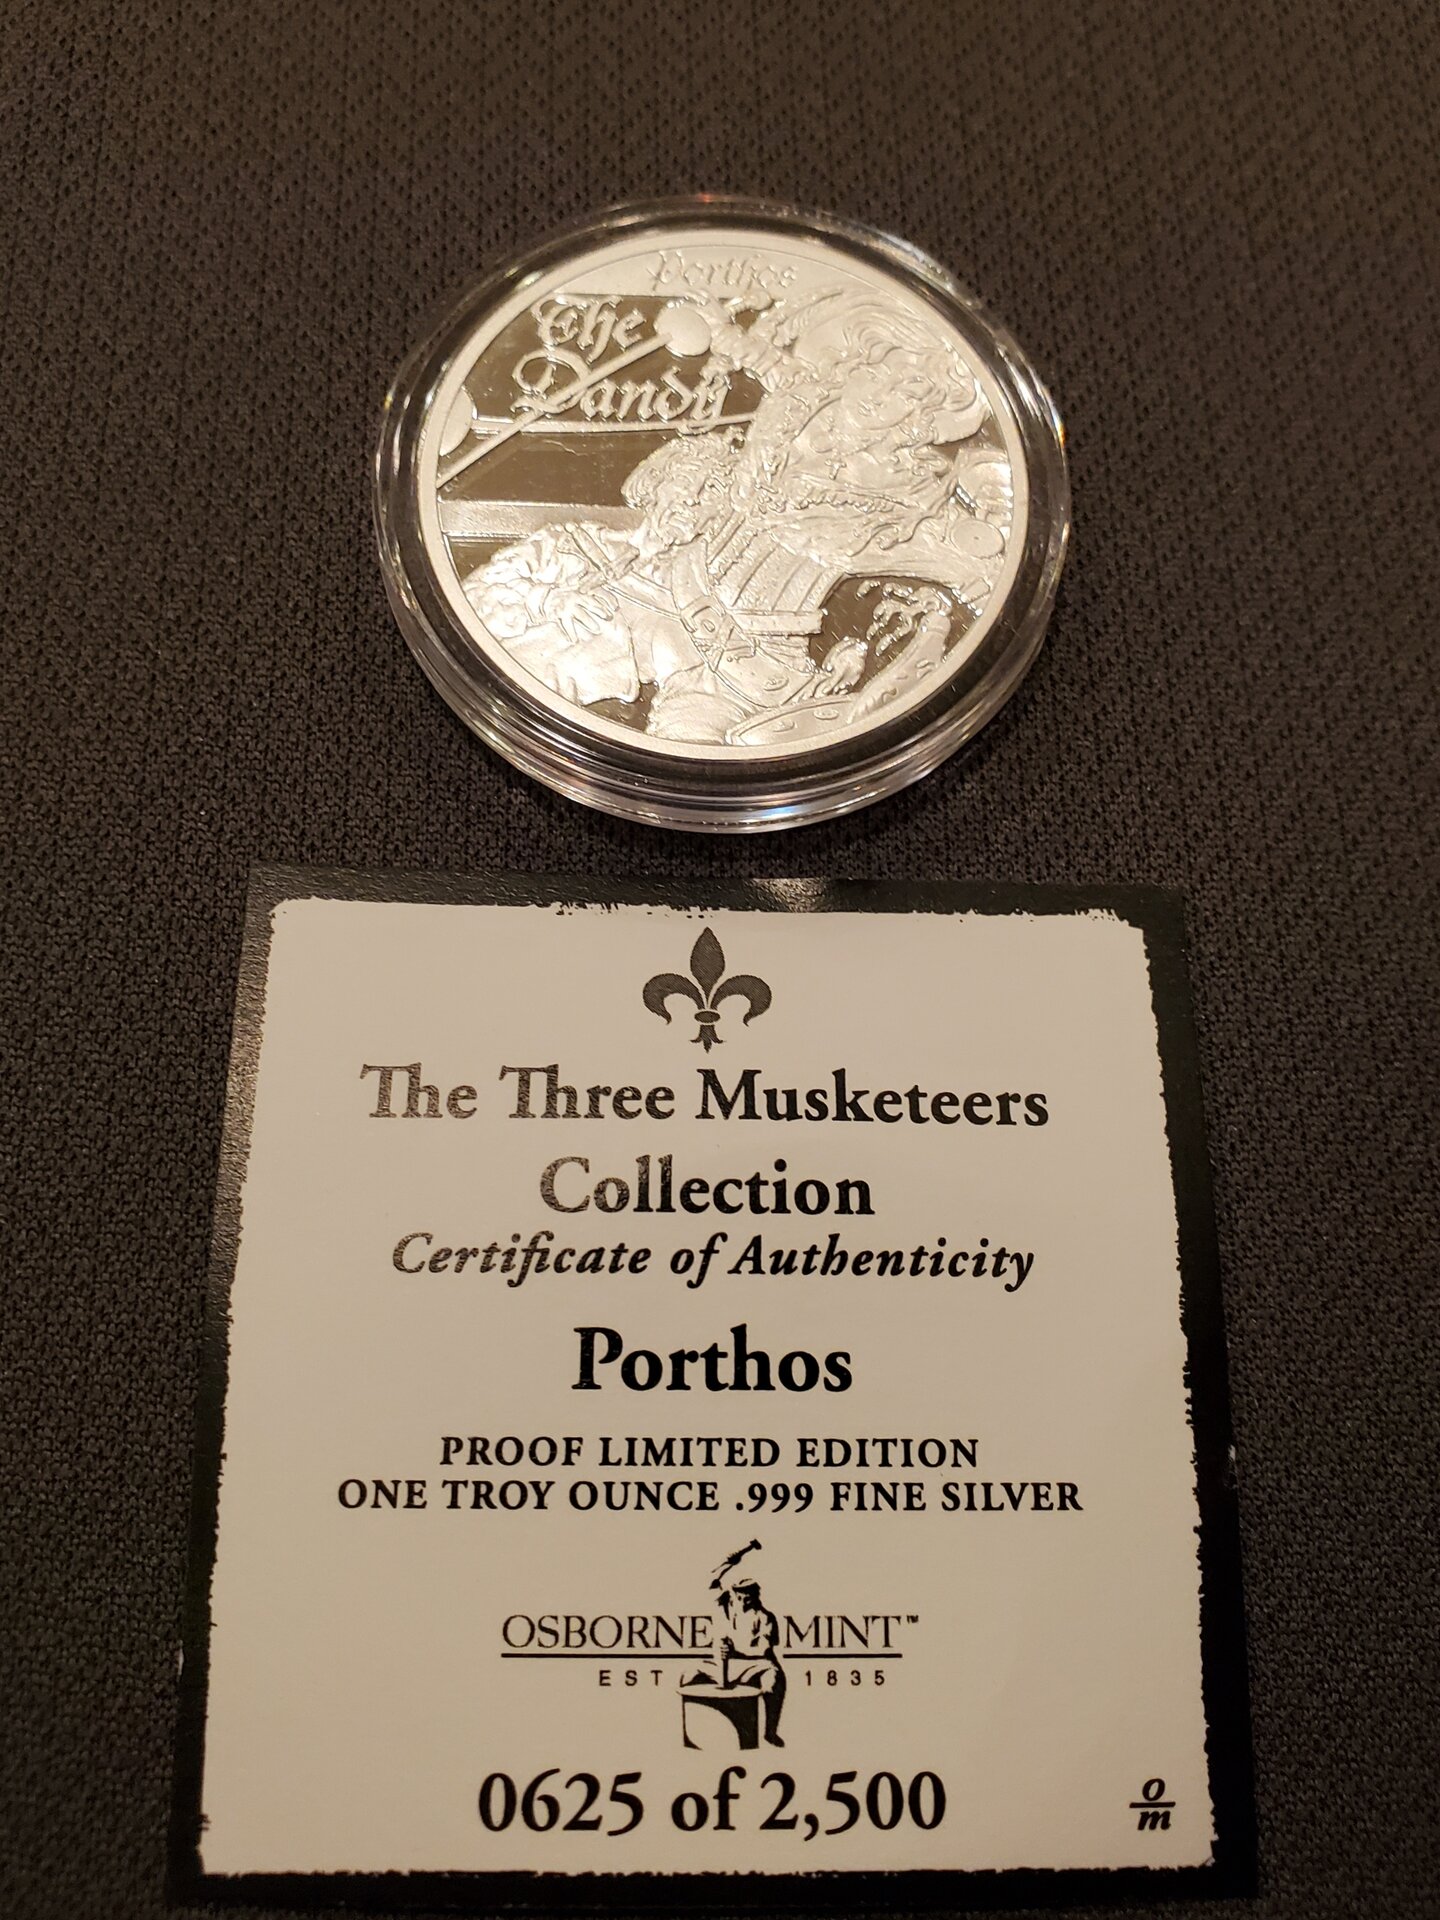 Porthos
The
Dandy
The Three Musketeers
Collection
Certificate of Authenticity
Porthos
PROOF LIMITED EDITION
ONE TROY OUNCE .999 FINE SILVER
OSBORNE MINT™
EST 1835
0625 of 2,500
o
m